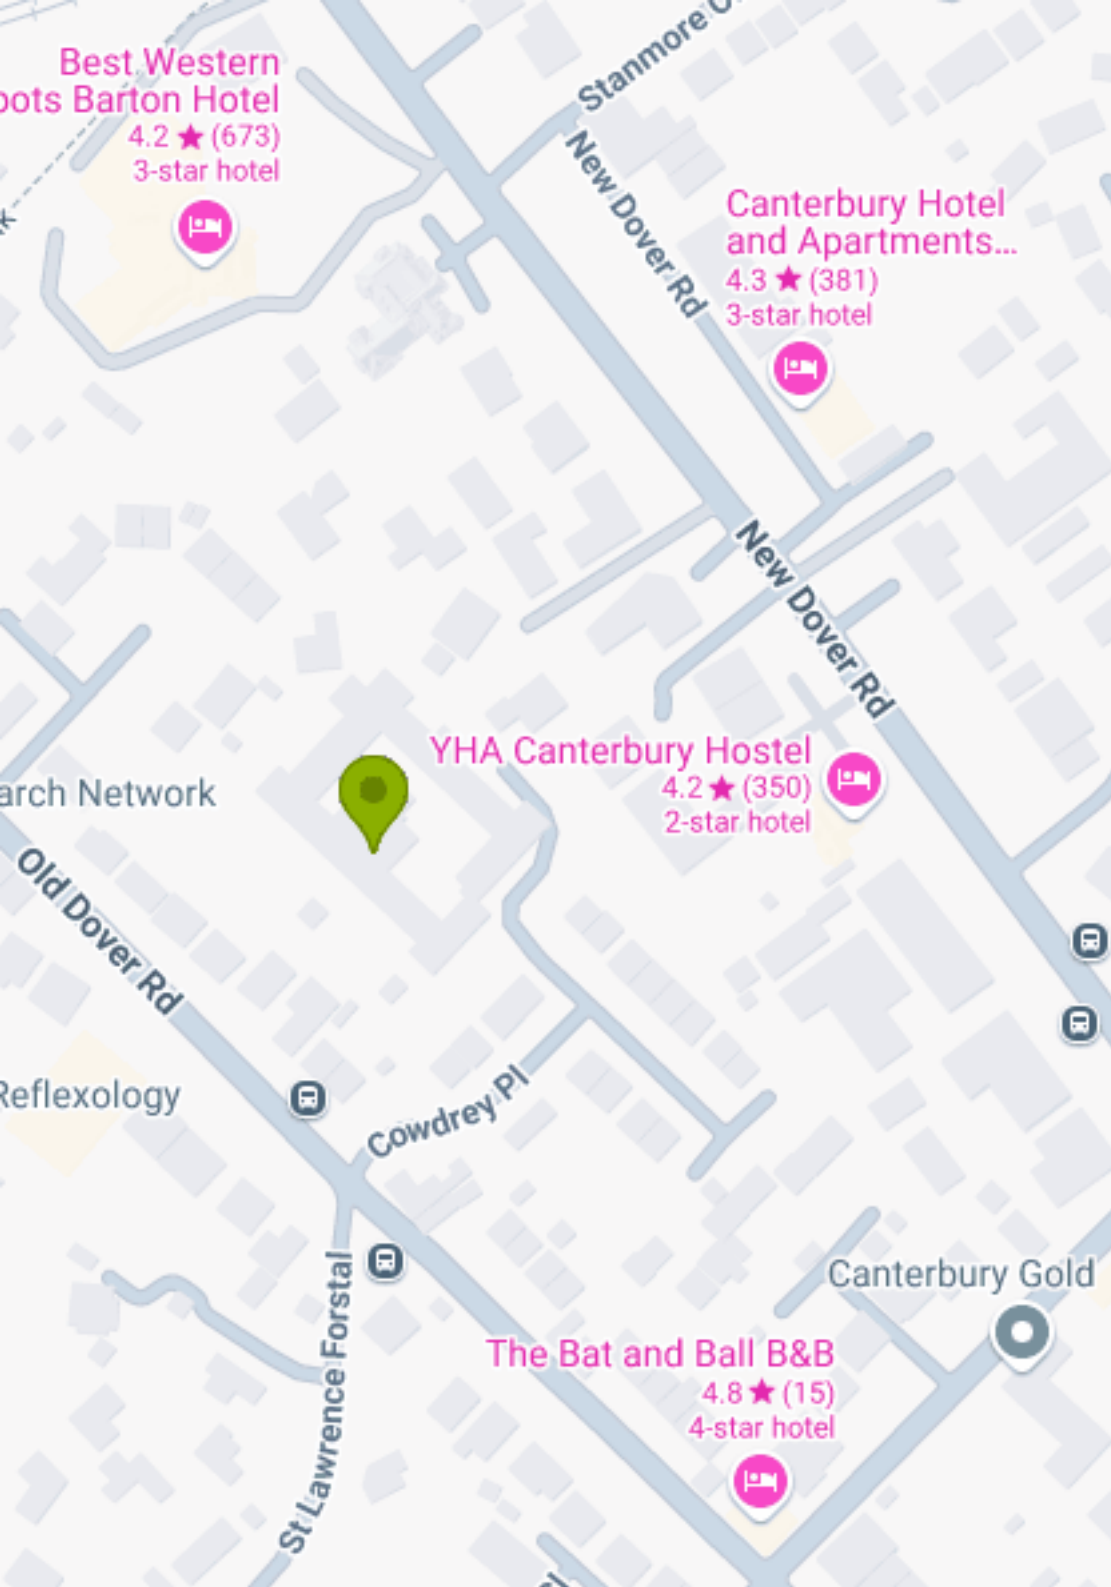 Best Western
oots Barton Hotel
4.2 ★ (673)
3-star hotel
Stanmore
New Dover Rd
Canterbury Hotel
and Apartments...
4.3 ★ (381)
3-star hotel
New Dover Rd
YHA Canterbury Hostel
4.2 ★ (350)
2-star hotel
arch Network
Old Dover Rd
Reflexology
Cowdrey Pl
St Lawrence Forstal
Canterbury Gold
The Bat and Ball B&B
4.8 ★ (15)
4-star hotel